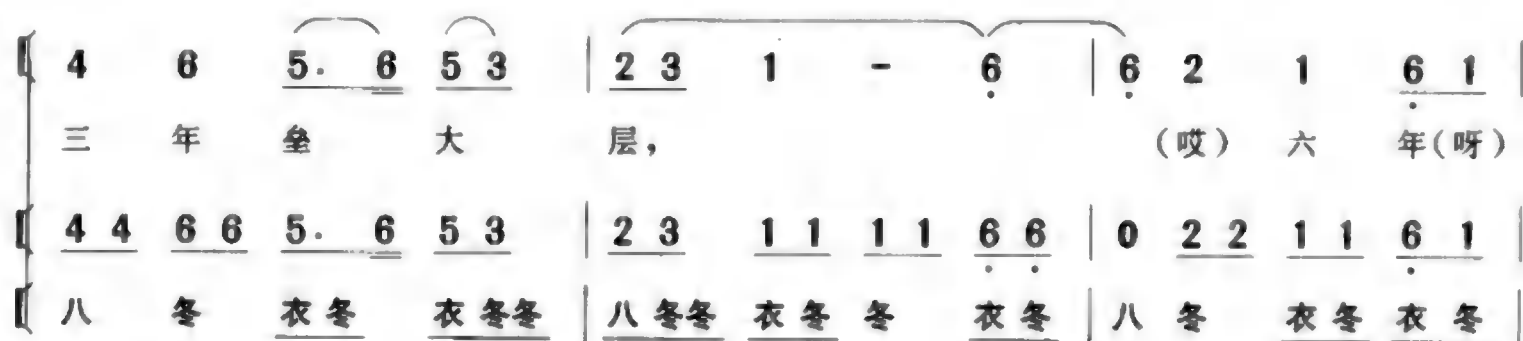 4 6 5. 6 5 3 | 2 3 1 - 6 | 6 2 1 6 1 |
三 年 垒 大 层， (哎) 六 年(呀)
4 4 6 6 5. 6 5 3 | 2 3 1 1 1 1 6 6 | 0 2 2 1 1 6 1 |
八 冬 衣冬 衣冬冬 | 八冬冬 衣冬 冬 衣冬 | 八 冬 衣冬 衣冬 |